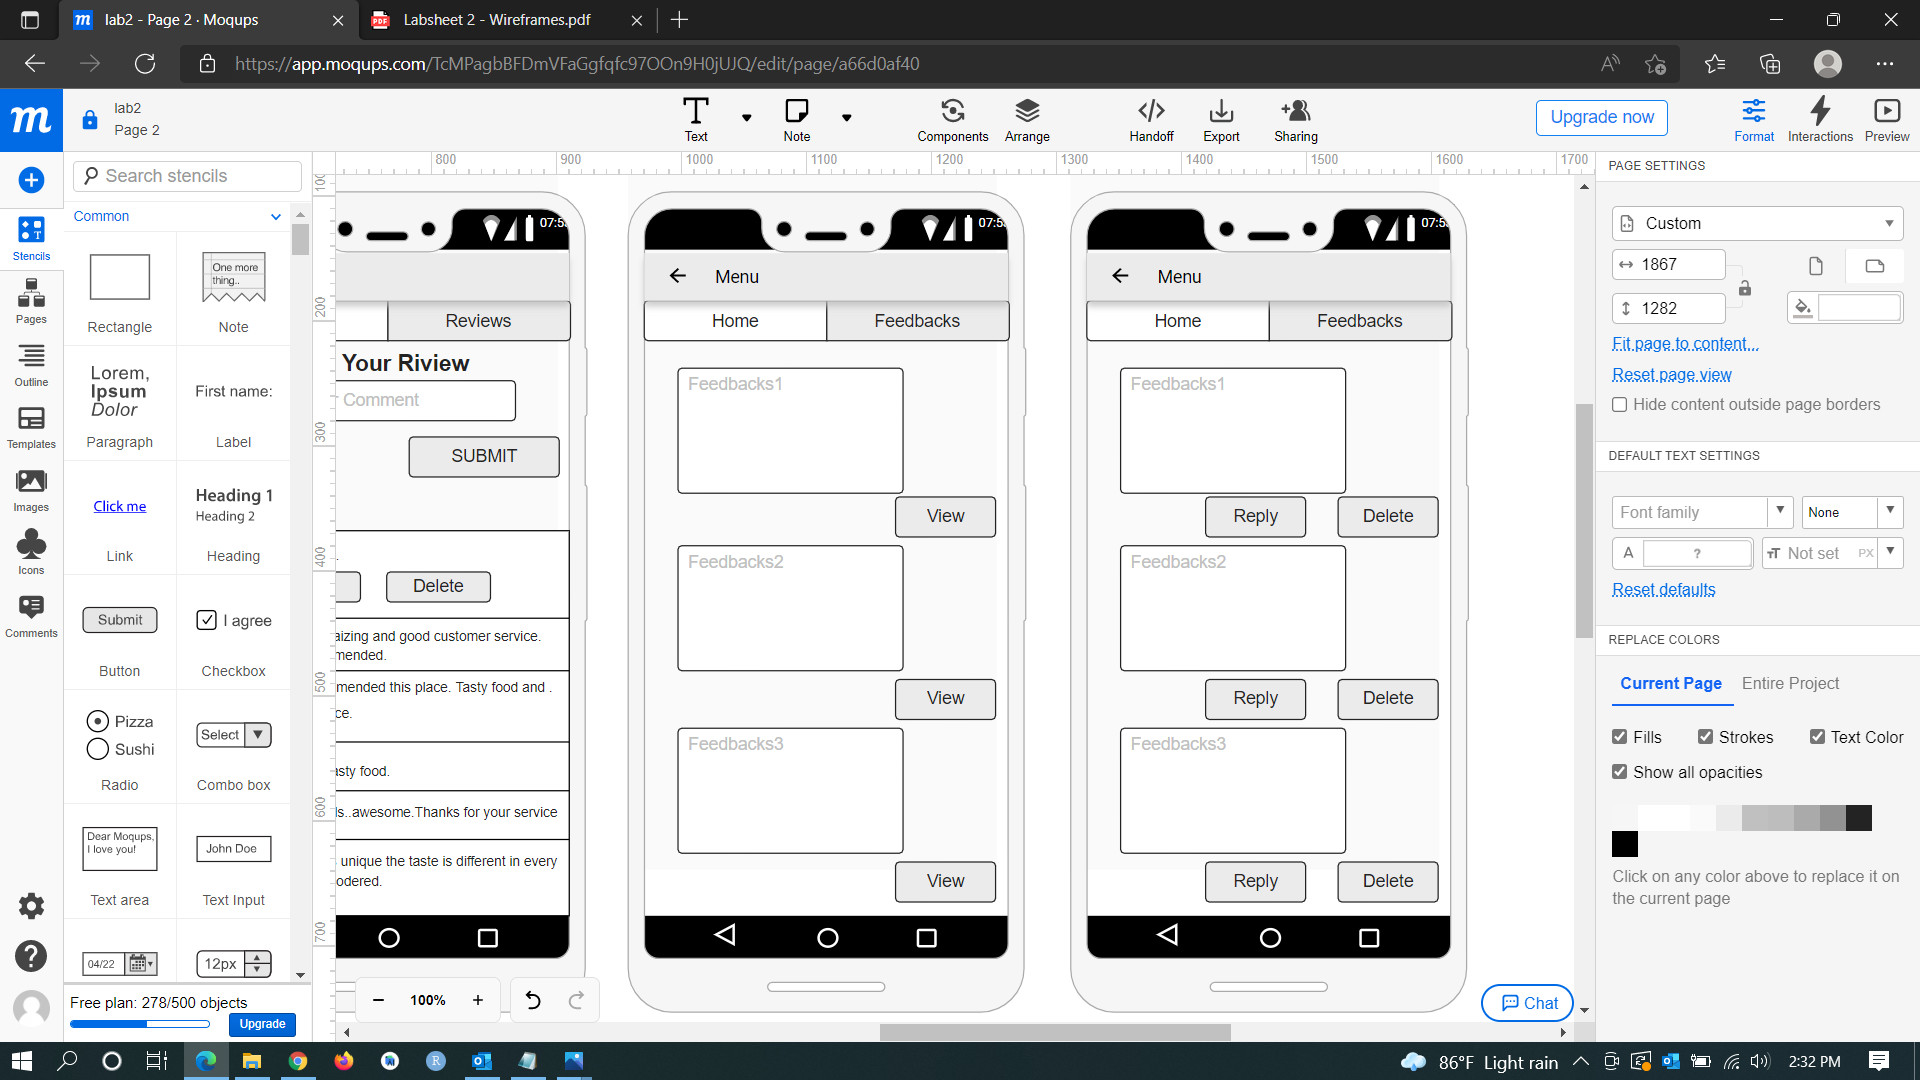 lab2 - Page 2 · Moqups
Labsheet 2 - Wireframes.pdf
https://app.moqups.com/TcMPagbBFDmVFaGgfqfc97OOn9H0jUJQ/edit/page/a66d0af40
lab2
Page 2
Text
Note
Components
Arrange
Handoff
Export
Sharing
Upgrade now
Format
Interactions
Preview
Stencils
Pages
Outline
Templates
Images
Icons
Comments
Search stencils
Common
One more
thing..
Rectangle
Note
Lorem,
Ipsum
Dolor
First name:
Paragraph
Label
Click me
Heading 1
Heading 2
Link
Heading
Submit
I agree
Button
Checkbox
Pizza
Sushi
Select
Radio
Combo box
Dear Moqups,
I love you!
John Doe
Text area
Text Input
04/22
12px
Free plan: 278/500 objects
Upgrade
800 900 1000 1100 1200 1300 1400 1500 1600 1700
100
200
300
400
500
600
700
07:5
Reviews
Your Riview
Comment
SUBMIT
Delete
aizing and good customer service.
mended.
mended this place. Tasty food and .
ce.
asty food.
ls..awesome.Thanks for your service
unique the taste is different in every
odered.
07:5
Menu
Home
Feedbacks
Feedbacks1
View
Feedbacks2
View
Feedbacks3
View
07:5
Menu
Home
Feedbacks
Feedbacks1
Reply
Delete
Feedbacks2
Reply
Delete
Feedbacks3
Reply
Delete
100%
Chat
PAGE SETTINGS
Custom
1867
1282
Fit page to content...
Reset page view
Hide content outside page borders
DEFAULT TEXT SETTINGS
Font family
None
A
?
Not set
PX
Reset defaults
REPLACE COLORS
Current Page
Entire Project
Fills
Strokes
Text Color
Show all opacities
Click on any color above to replace it on
the current page
86°F Light rain
2:32 PM